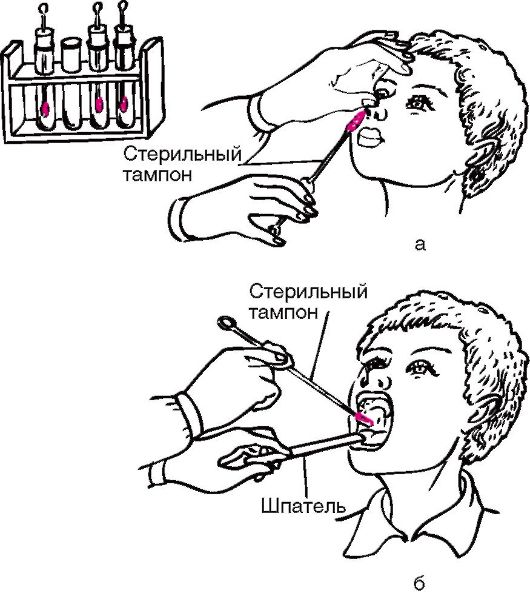 Стерильный
тампон
а
Стерильный
тампон
Шпатель
б